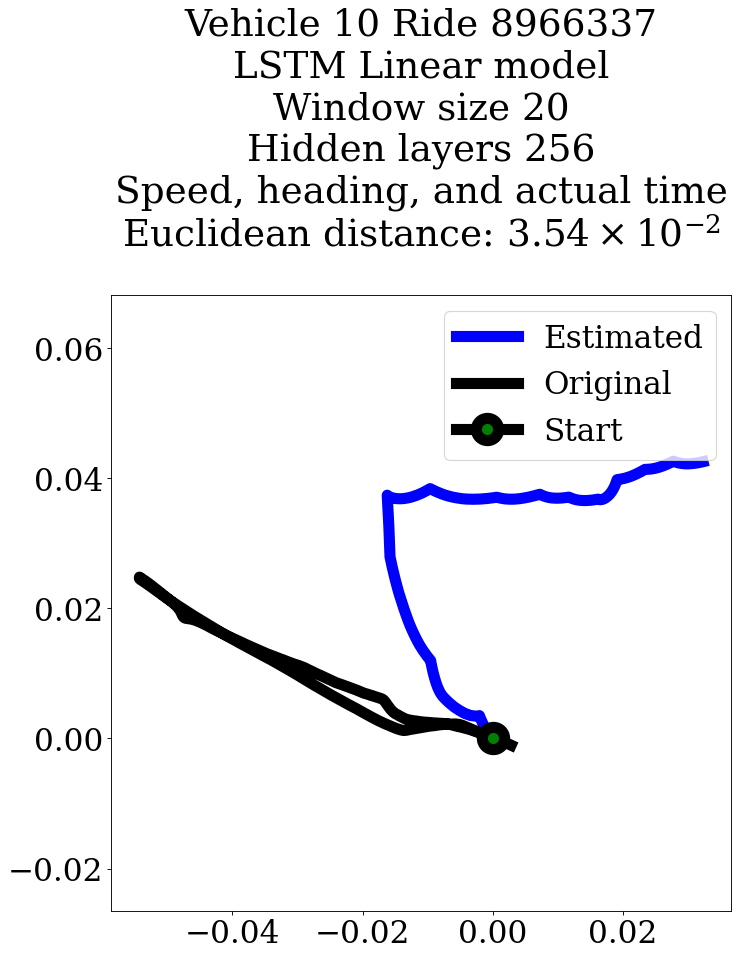 Vehicle 10 Ride 8966337
LSTM Linear model
Window size 20
Hidden layers 256
Speed, heading, and actual time
Euclidean distance: 3.54 × 10⁻²
Estimated
Original
Start
0.06
0.04
0.02
0.00
−0.02
−0.04
−0.02
0.00
0.02